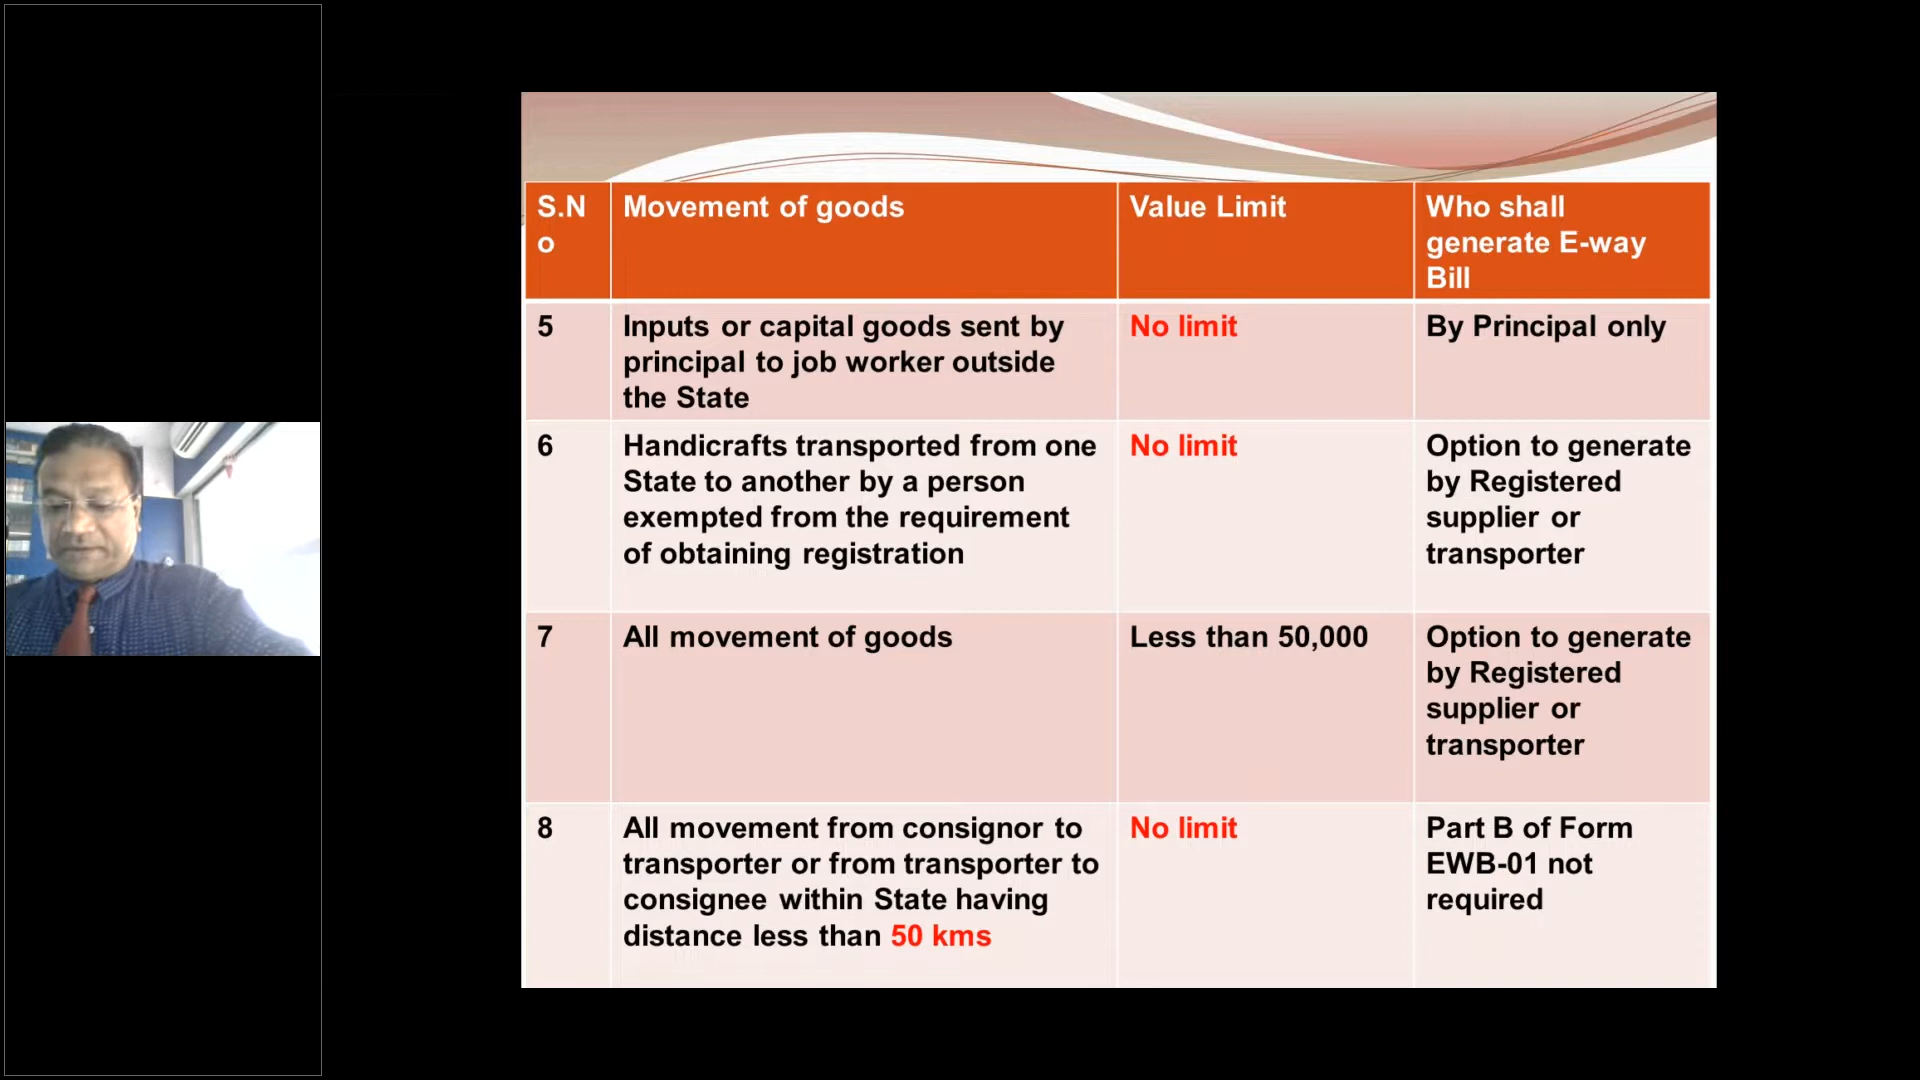 S.N
o
Movement of goods
Value Limit
Who shall
generate E-way
Bill
5
Inputs or capital goods sent by
principal to job worker outside
the State
No limit
By Principal only
6
Handicrafts transported from one
State to another by a person
exempted from the requirement
of obtaining registration
No limit
Option to generate
by Registered
supplier or
transporter
7
All movement of goods
Less than 50,000
Option to generate
by Registered
supplier or
transporter
8
All movement from consignor to
transporter or from transporter to
consignee within State having
distance less than 50 kms
No limit
Part B of Form
EWB-01 not
required